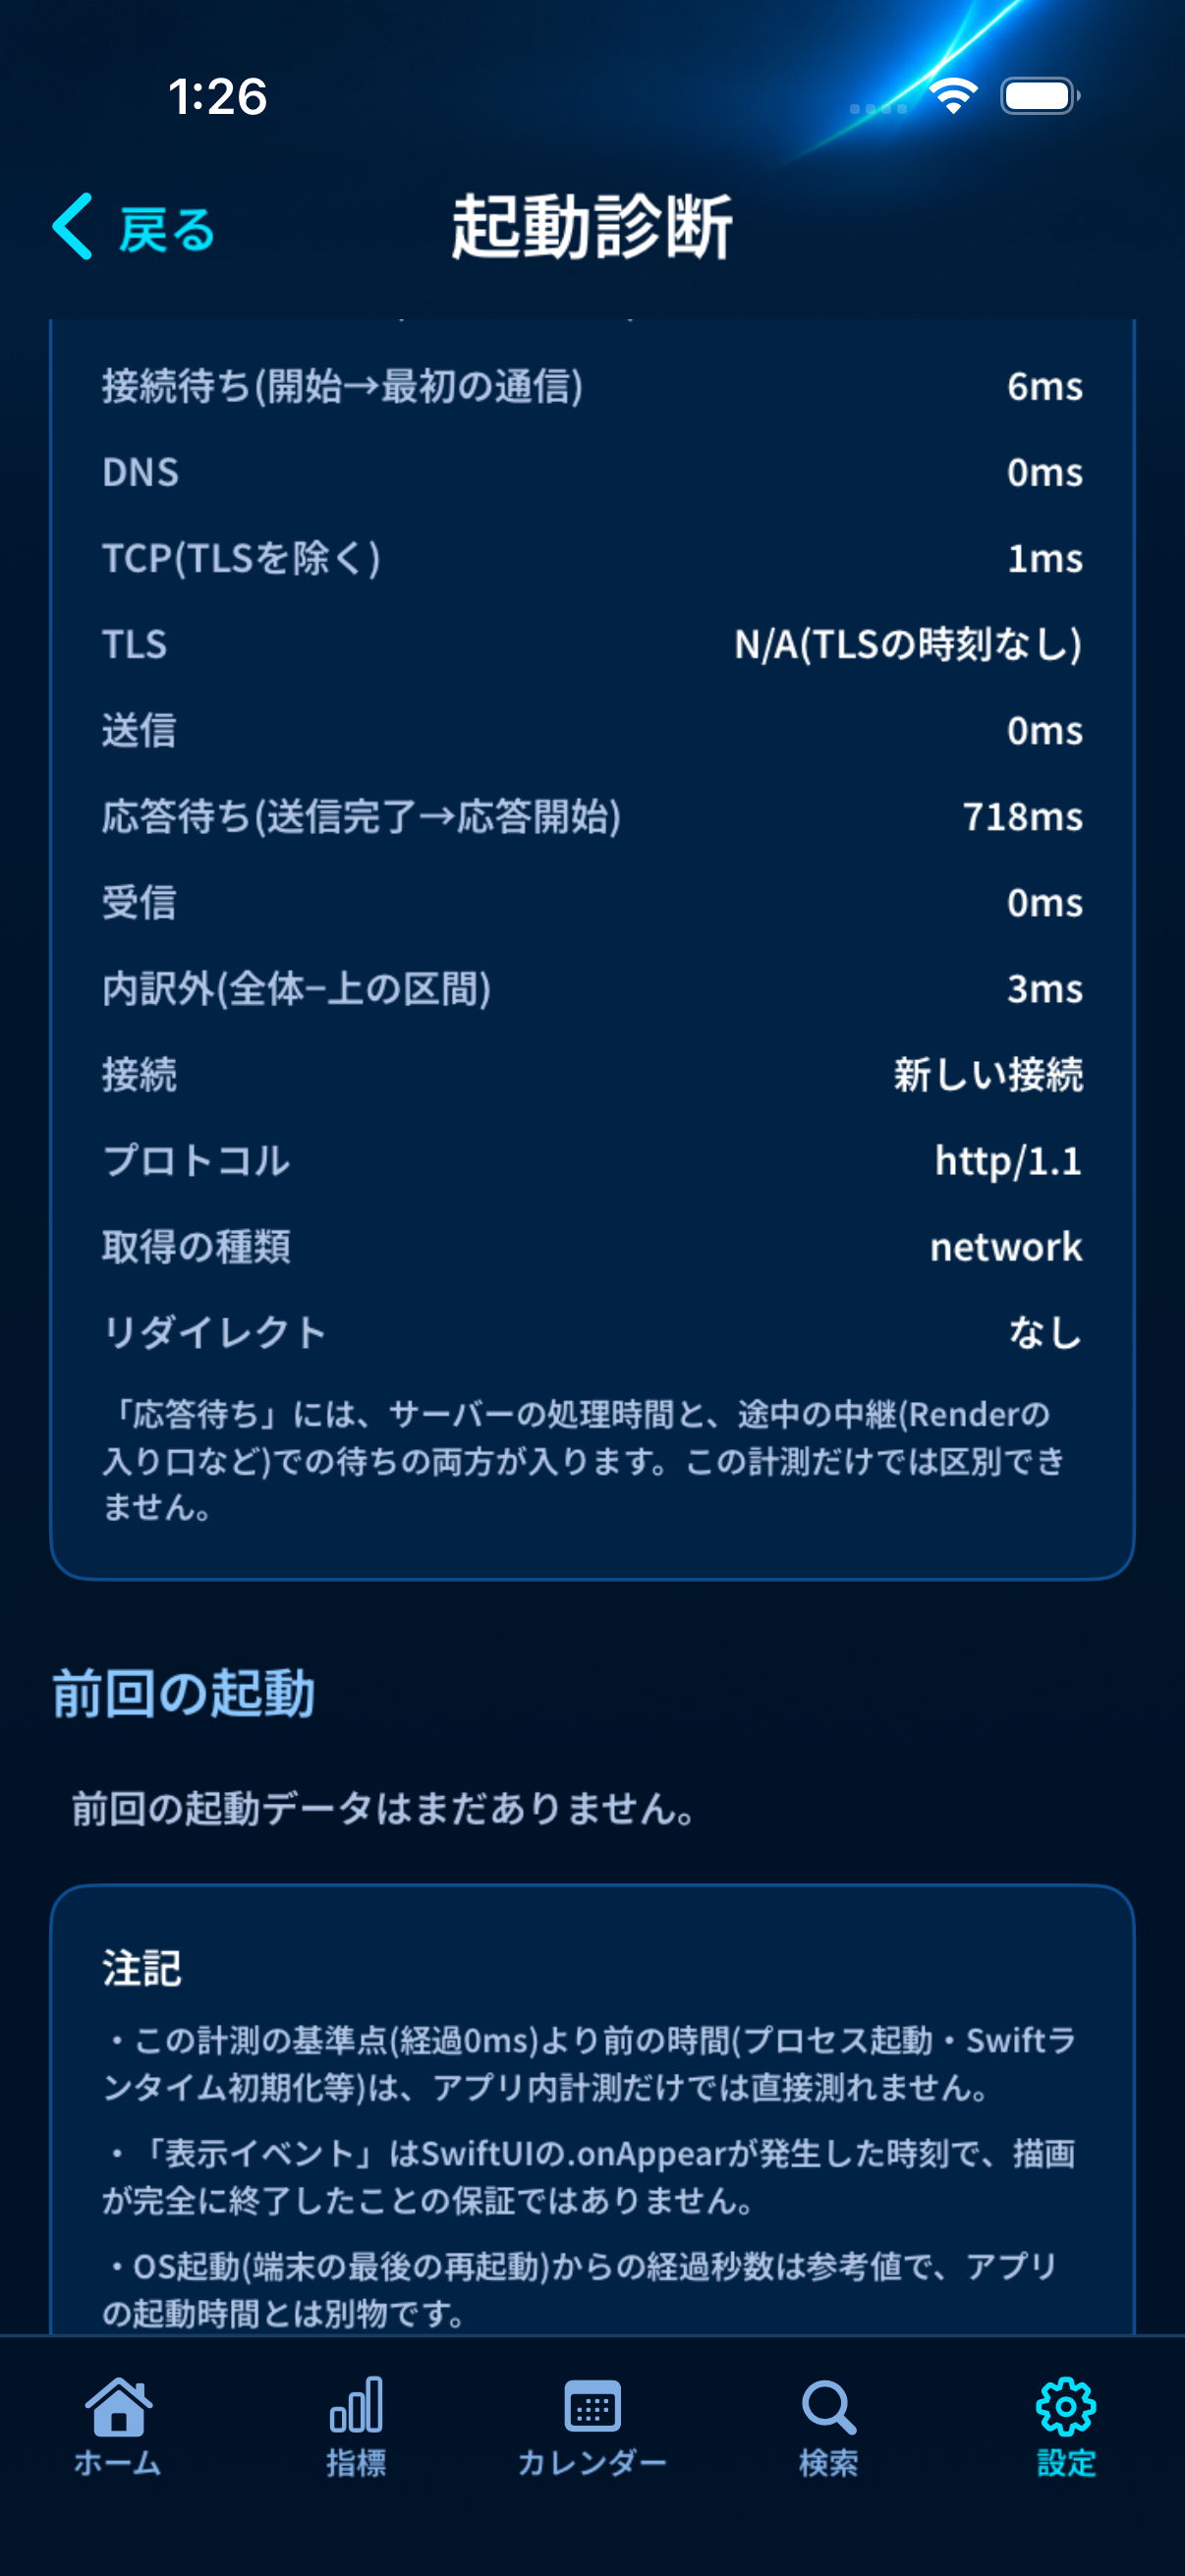 1:26
戻る
起動診断
接続待ち(開始→最初の通信) 6ms
DNS 0ms
TCP(TLSを除く) 1ms
TLS N/A(TLSの時刻なし)
送信 0ms
応答待ち(送信完了→応答開始) 718ms
受信 0ms
内訳外(全体−上の区間) 3ms
接続 新しい接続
プロトコル http/1.1
取得の種類 network
リダイレクト なし
「応答待ち」には、サーバーの処理時間と、途中の中継(Renderの
入り口など)での待ちの両方が入ります。この計測だけでは区別でき
ません。
前回の起動
前回の起動データはまだありません。
注記
・この計測の基準点(経過0ms)より前の時間(プロセス起動・Swiftラ
ンタイム初期化等)は、アプリ内計測だけでは直接測れません。
・「表示イベント」はSwiftUIの.onAppearが発生した時刻で、描画
が完全に終了したことの保証ではありません。
・OS起動(端末の最後の再起動)からの経過秒数は参考値で、アプリ
の起動時間とは別物です。
ホーム 指標 カレンダー 検索 設定